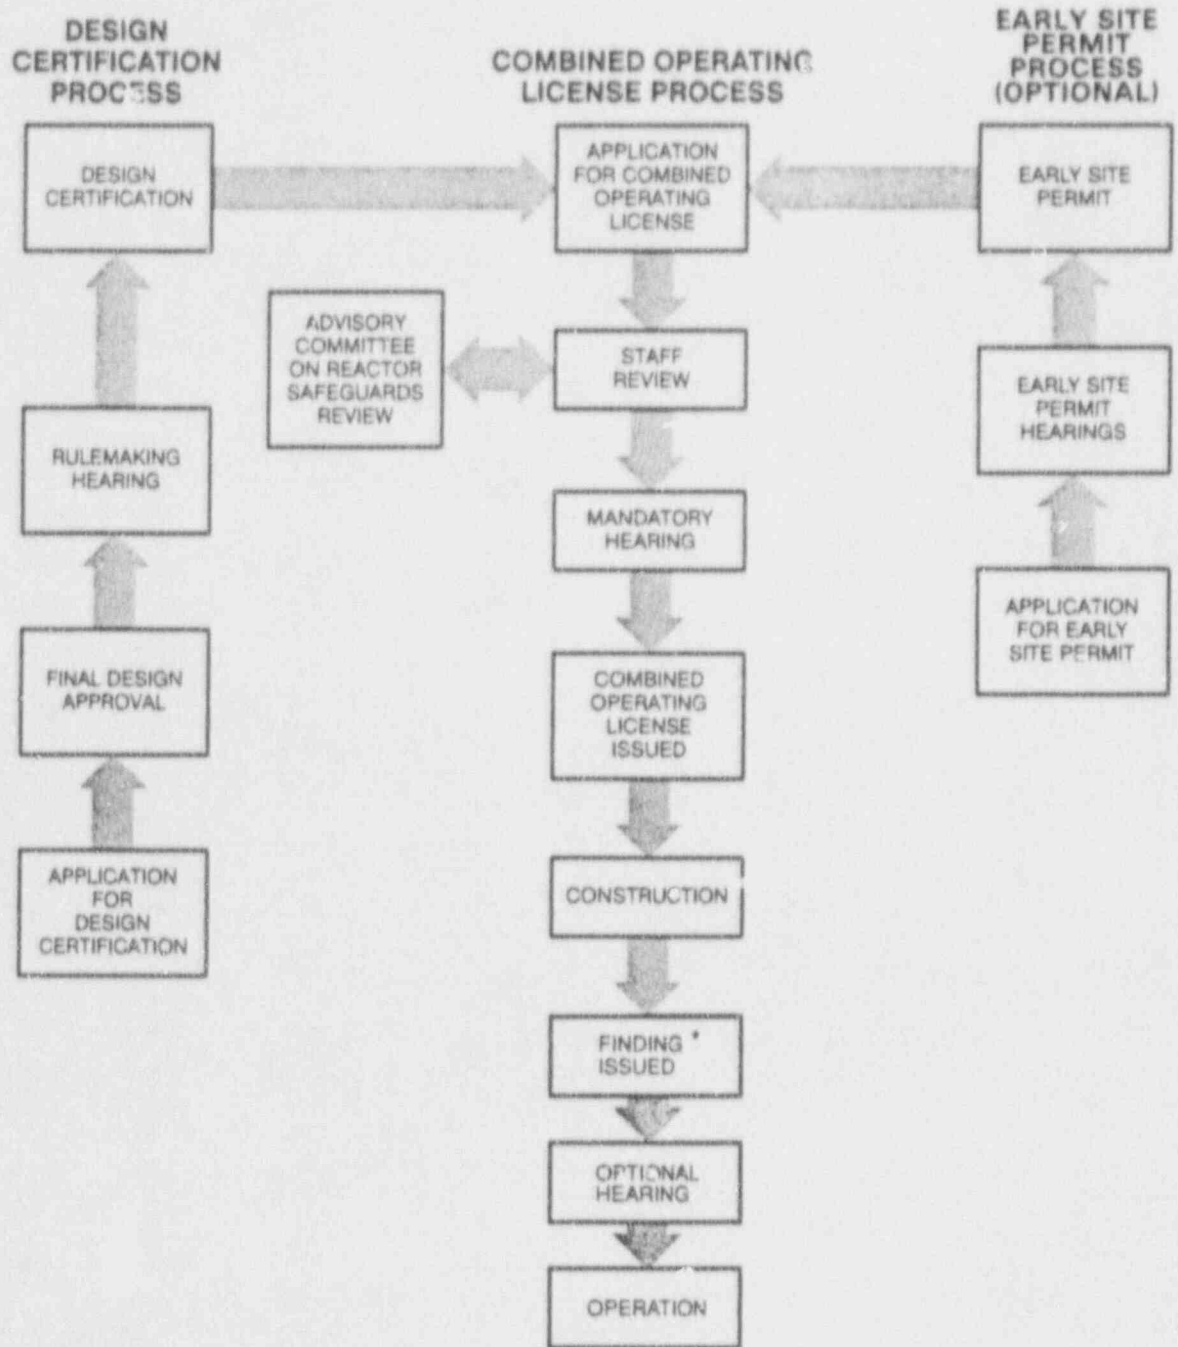 DESIGN
CERTIFICATION
PROCESS
DESIGN
CERTIFICATION
RULEMAKING
HEARING
FINAL DESIGN
APPROVAL
APPLICATION
FOR
DESIGN
CERTIFICATION
COMBINED OPERATING
LICENSE PROCESS
APPLICATION
FOR COMBINED
OPERATING
LICENSE
ADVISORY
COMMITTEE
ON REACTOR
SAFEGUARDS
REVIEW
STAFF
REVIEW
MANDATORY
HEARING
COMBINED
OPERATING
LICENSE
ISSUED
CONSTRUCTION
FINDING *
ISSUED
OPTIONAL
HEARING
OPERATION
EARLY SITE
PERMIT
PROCESS
(OPTIONAL)
EARLY SITE
PERMIT
EARLY SITE
PERMIT
HEARINGS
APPLICATION
FOR EARLY
SITE PERMIT